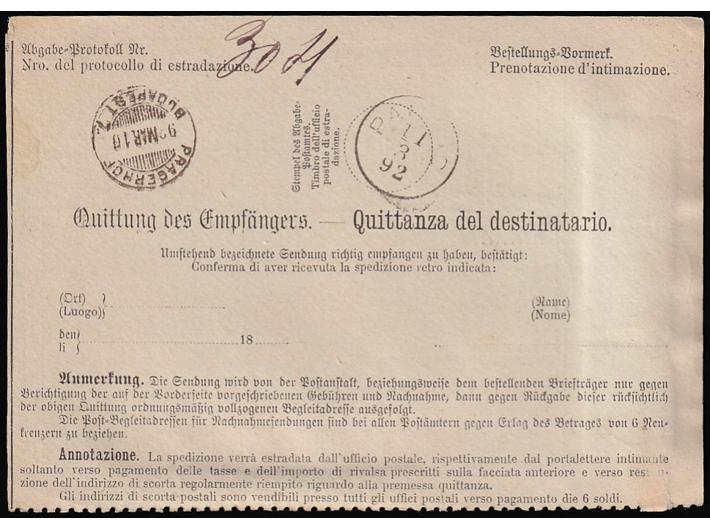 Abgabe-Protokoll Nr.
Nro. del protocollo di estradazione.
Bestellungs-Vormerk.
Prenotazione d'intimazione.
PRAGERHOF
BUDAPEST
92 MAR 10
Stempel des Abgabe-
Postamtes.
Timbro dell'ufficio
postale di estra-
dazione.
11
3
92
Quittung des Empfängers. — Quittanza del destinatario.
Umstehend bezeichnete Sendung richtig empfangen zu haben, bestätigt:
Conferma di aver ricevuta la spedizione retro indicata:
(Ort)
(Luogo)
(Name)
(Nome)
den
li 18
Anmerkung. Die Sendung wird von der Postanstalt, beziehungsweise dem bestellenden Briefträger nur gegen
Berichtigung der auf der Vorderseite vorgeschriebenen Gebühren und Nachnahme, dann gegen Rückgabe dieser rücksichtlich
der obigen Quittung ordnungsmäßig vollzogenen Begleitadresse ausgefolgt.
Die Post-Begleitadressen für Nachnahmesendungen sind bei allen Postämtern gegen Erlag des Betrages von 6 Neu-
kreuzern zu beziehen.
Annotazione. La spedizione verrà estradata dall'ufficio postale, rispettivamente dal portalettere intimante
soltanto verso pagamento delle tasse e dell'importo di rivalsa prescritti sulla facciata anteriore e verso
zione dell'indirizzo di scorta regolarmente riempito riguardo alla premessa quittanza.
Gli indirizzi di scorta postali sono vendibili presso tutti gli uffici postali verso pagamento die 6 soldi.